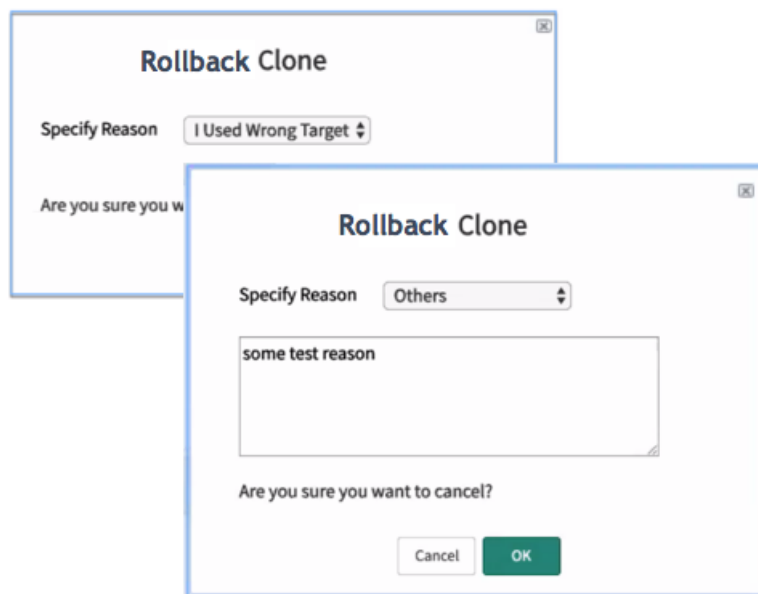 Rollback Clone
Specify Reason I Used Wrong Target
Are you sure you w
Rollback Clone
Specify Reason Others
some test reason
Are you sure you want to cancel?
Cancel OK